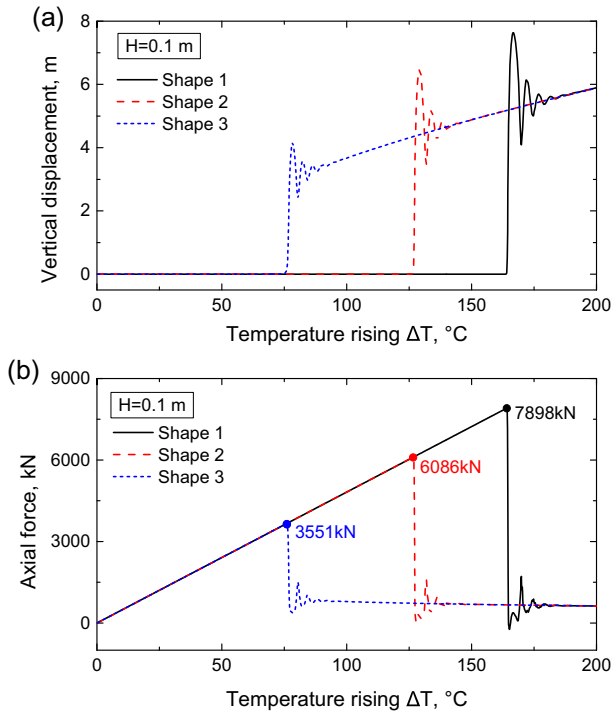 (a)
H=0.1 m
Shape 1
Shape 2
Shape 3
Vertical displacement, m
8
6
4
2
0
0 50 100 150 200
Temperature rising ΔT, °C
(b)
H=0.1 m
Shape 1
Shape 2
Shape 3
7898kN
6086kN
3551kN
Axial force, kN
9000
6000
3000
0
0 50 100 150 200
Temperature rising ΔT, °C